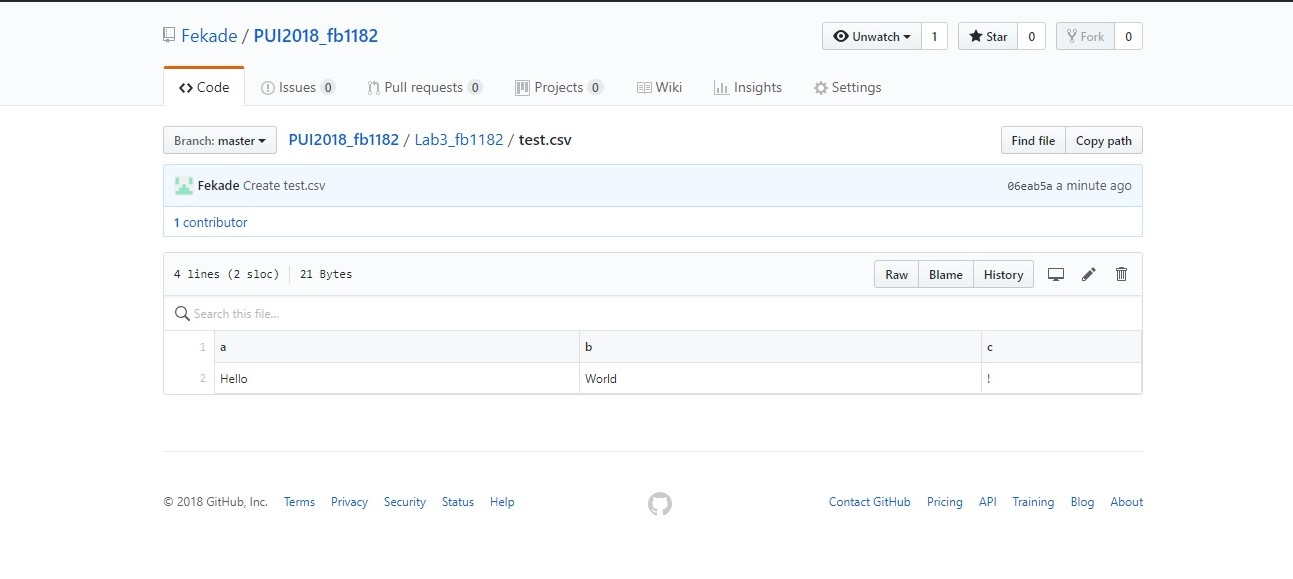 Fekade / PUI2018_fb1182
Unwatch 1 Star 0 Fork 0
Code Issues 0 Pull requests 0 Projects 0 Wiki Insights Settings
Branch: master PUI2018_fb1182 / Lab3_fb1182 / test.csv Find file Copy path
Fekade Create test.csv 06eab5a a minute ago
1 contributor
4 lines (2 sloc) 21 Bytes Raw Blame History
Search this file...
1 a b c
2 Hello World !
© 2018 GitHub, Inc. Terms Privacy Security Status Help Contact GitHub Pricing API Training Blog About